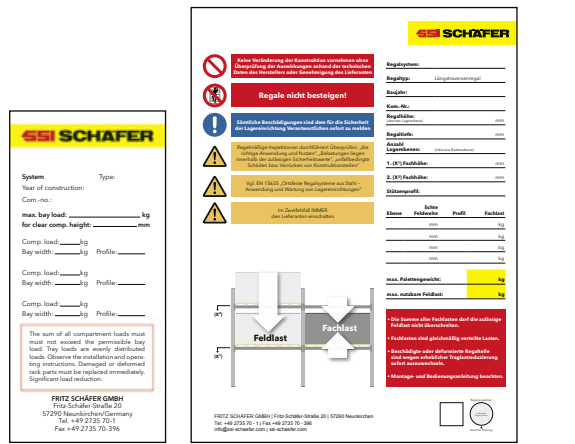 SSI SCHÄFER
System Type:
Year of construction:
Com.-no.:
max. bay load: kg
for clear comp. height: mm
Comp. load: kg
Bay width: kg Profile:
Comp. load: kg
Bay width: kg Profile:
Comp. load: kg
Bay width: kg Profile:
The sum of all compartment loads must
must not exceed the permissible bay
load. Tray loads are evenly distributed
loads. Observe the installation and opera-
ting instructions. Damaged or deformed
rack parts must be replaced immediately.
Significant load reduction.
FRITZ SCHÄFER GMBH
Fritz-Schäfer-Straße 20
57290 Neunkirchen/Germany
Tel. +49 2735 70-1
Fax +49 2735 70-396
SSI SCHÄFER
Keine Veränderung der Konstruktion vornehmen ohne
Überprüfung der Auswirkungen anhand der technischen
Daten des Herstellers oder Genehmigung des Lieferanten
Regale nicht besteigen!
Sämtliche Beschädigungen sind dem für die Sicherheit
der Lagereinrichtung Verantwortlichen sofort zu melden
Regelmäßige Inspektionen durchführen! Überprüfen: „die
richtige Anwendung und Nutzen“, „Belastungen liegen
innerhalb der zulässigen Sicherheitswerte“, „unfallbedingte
Schäden bzw. Verrücken von Konstruktionsteilen“
Vgl. EN 15635 „Ortsfeste Regalsysteme aus Stahl -
Anwendung und Wartung von Lagereinrichtungen“
Im Zweifelsfall IMMER
den Lieferanten einschalten
Regalsystem:
Regaltyp: Längstraversenregal
Baujahr:
Kom.-Nr.:
Regalhöhe: mm
Regaltiefe: mm
Anzahl
Lagerebenen: (inklusive Bodenebene)
1. (X¹) Fachhöhe: mm
2. (X²) Fachhöhe: mm
Stützenprofil:
lichte
Ebene Feldweite Profil Fachlast
mm kg
mm kg
mm kg
mm kg
max. Palettengewicht: kg
max. nutzbare Feldlast: kg
• Die Summe aller Fachlasten darf die zulässige
Feldlast nicht überschreiten.
• Fachlasten sind gleichmäßig verteilte Lasten.
• Beschädigte oder deformierte Regalteile
sind wegen erheblicher Traglastreduzierung
sofort auszuwechseln.
• Montage- und Bedienungsanleitung beachten.
(X²)
(X¹)
Feldlast
Fachlast
FRITZ SCHÄFER GMBH | Fritz-Schäfer-Straße 20 | 57290 Neunkirchen
Tel. +49 2735 70 - 1 | Fax +49 2735 70 - 396
info@ssi-schaefer.com | ssi-schaefer.com